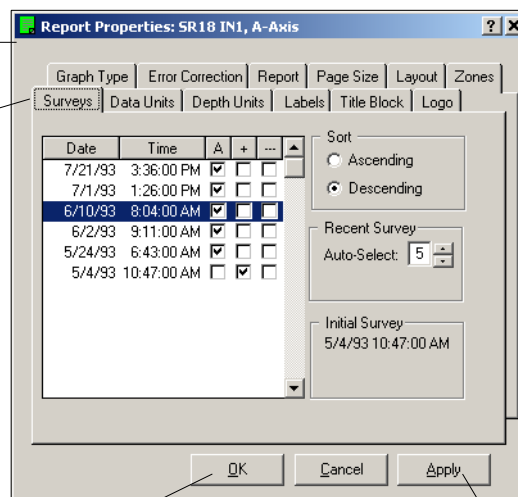 Report Properties: SR18 IN1, A-Axis
Graph Type Error Correction Report Page Size Layout Zones
Surveys Data Units Depth Units Labels Title Block Logo
Date Time A + ---
7/21/93 3:36:00 PM
7/1/93 1:26:00 PM
6/10/93 8:04:00 AM
6/2/93 9:11:00 AM
5/24/93 6:43:00 AM
5/4/93 10:47:00 AM
Sort
Ascending
Descending
Recent Survey
Auto-Select: 5
Initial Survey
5/4/93 10:47:00 AM
OK Cancel Apply